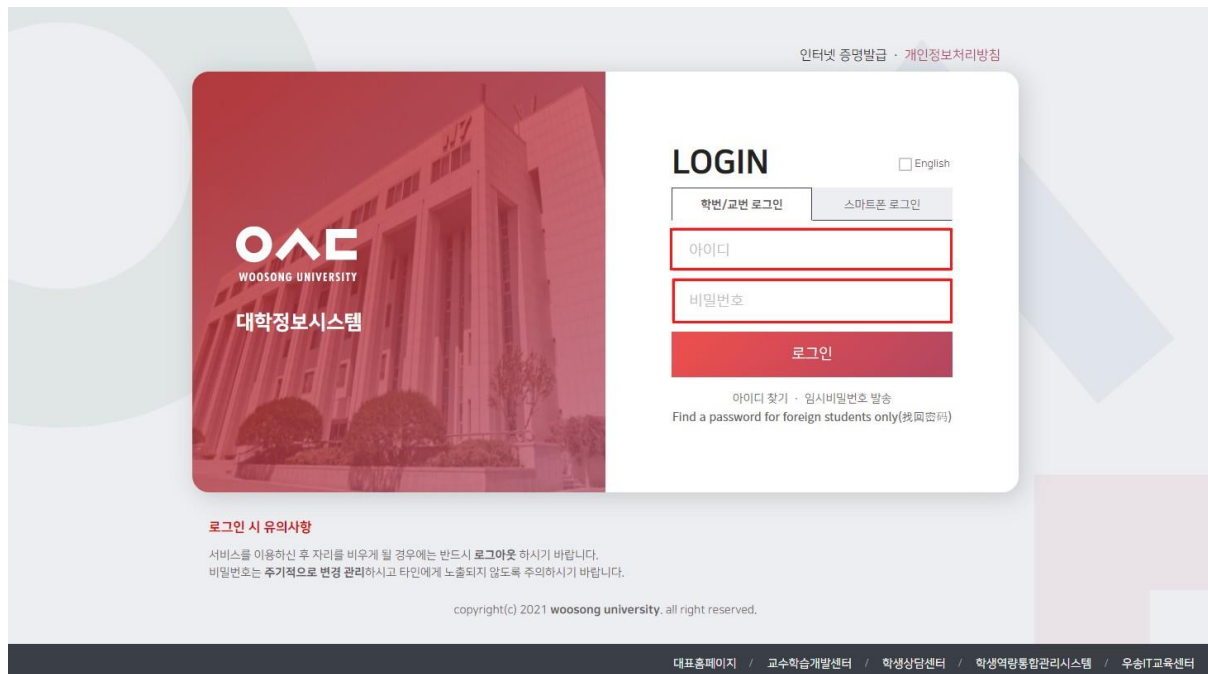 인터넷 증명발급 · 개인정보처리방침
LOGIN
English
학번/교번 로그인
스마트폰 로그인
아이디
비밀번호
로그인
아이디 찾기 · 임시비밀번호 발송
Find a password for foreign students only(找回密码)
WOOSONG UNIVERSITY
대학정보시스템
로그인 시 유의사항
서비스를 이용하신 후 자리를 비우게 될 경우에는 반드시 로그아웃 하시기 바랍니다.
비밀번호는 주기적으로 변경 관리하시고 타인에게 노출되지 않도록 주의하시기 바랍니다.
copyright(c) 2021 woosong university. all right reserved.
대표홈페이지 / 교수학습개발센터 / 학생상담센터 / 학생역량통합관리시스템 / 우송IT교육센터